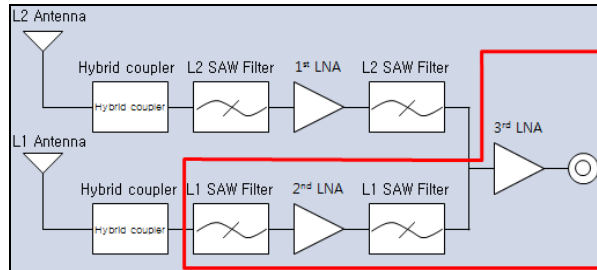 L2 Antenna
Hybrid coupler L2 SAW Filter 1st LNA L2 SAW Filter
Hybrid coupler
3rd LNA
L1 Antenna
Hybrid coupler L1 SAW Filter 2nd LNA L1 SAW Filter
Hybrid coupler